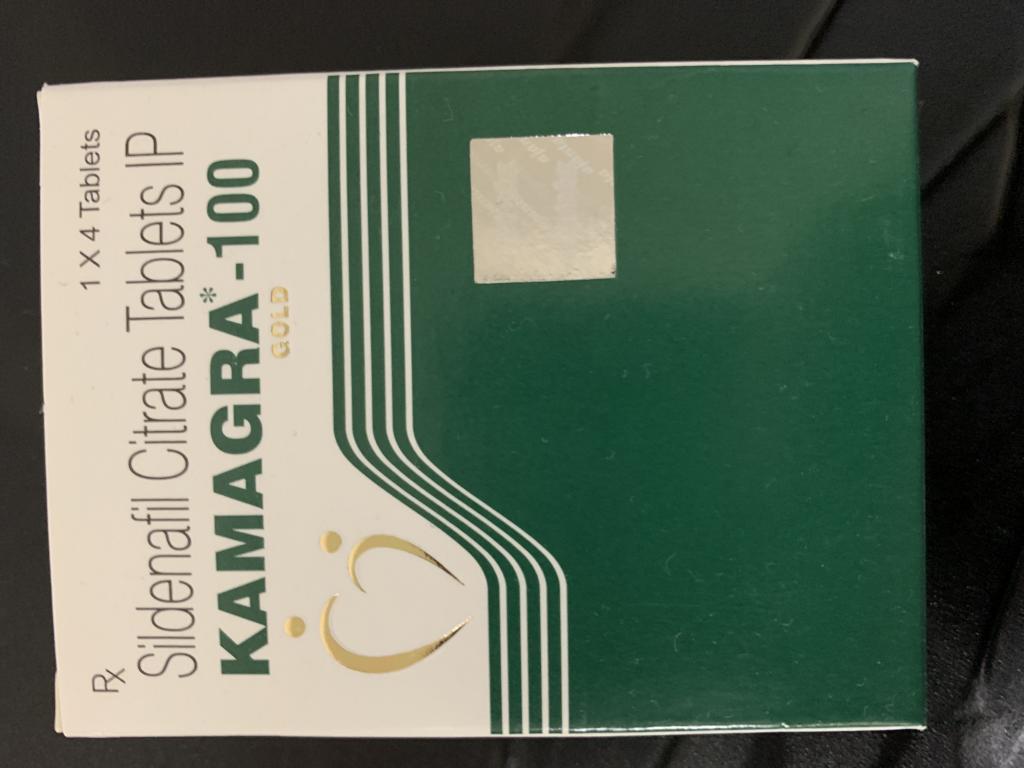 Rx
1 X 4 Tablets
Sildenafil Citrate Tablets IP
KAMAGRA*-100
GOLD